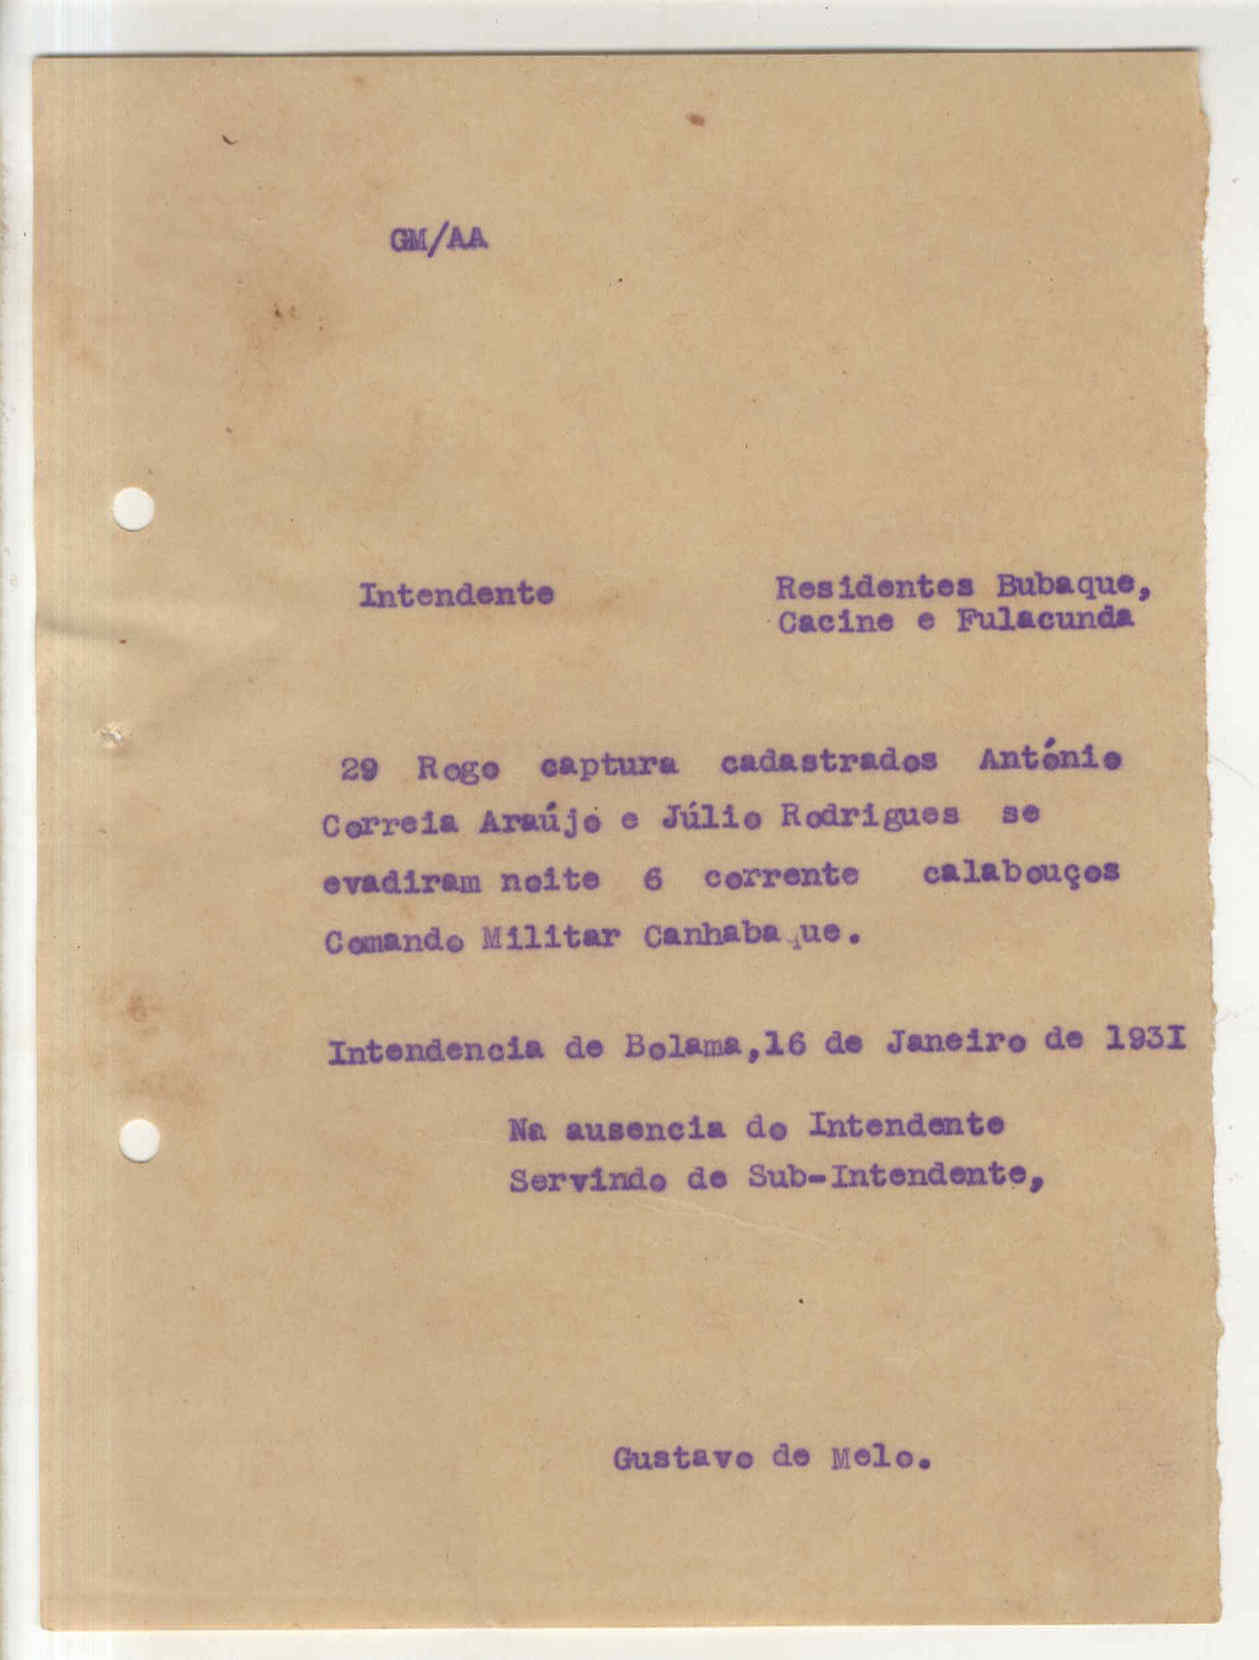 GM/AA
Intendente Residentes Bubaque,
Cacine e Fulacunda
29 Rogo captura cadastrados António
Correia Araújo e Júlio Rodrigues se
evadiram noite 6 corrente calabouços
Comando Militar Canhabaque.
Intendencia de Bolama,16 de Janeiro de 193I
Na ausencia do Intendente
Servindo de Sub-Intendente,
Gustavo de Melo.